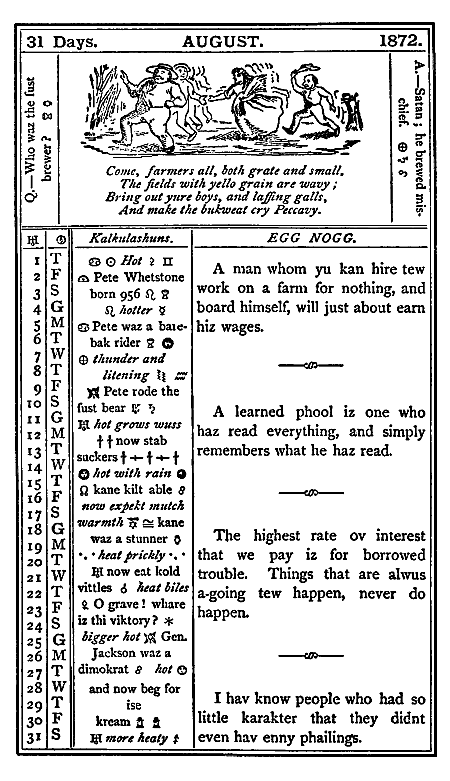 31 Days. AUGUST. 1872.
Q.—Who waz the fust
brewer?
Come, farmers all, both grate and small,
The fields with yello grain are wavy;
Bring out yure boys, and laffing galls,
And make the bukweat cry Peccavy.
A.—Satan; he brewed mis-
chief.
1 T
2 F
3 S
4 G
5 M
6 T
7 W
8 T
9 F
10 S
11 G
12 M
13 T
14 W
15 T
16 F
17 S
18 G
19 M
20 T
21 W
22 T
23 F
24 S
25 G
26 M
27 T
28 W
29 T
30 F
31 S
Kalkulashuns.
Hot
Pete Whetstone
born 956
hotter
Pete waz a bare-
bak rider
thunder and
litening
Pete rode the
fust bear
hot grows wuss
now stab
suckers
hot with rain
kane kilt able
now expekt mutch
warmth kane
waz a stunner
heat prickly
now eat kold
vittles heat biles
O grave! whare
iz thi viktory? *
bigger hot Gen.
Jackson waz a
dimokrat hot
and now beg for
ise
kream
more heaty
EGG NOGG.
A man whom yu kan hire tew
work on a farm for nothing, and
board himself, will just about earn
hiz wages.
A learned phool iz one who
haz read everything, and simply
remembers what he haz read.
The highest rate ov interest
that we pay iz for borrowed
trouble. Things that are alwus
a-going tew happen, never do
happen.
I hav know people who had so
little karakter that they didnt
even hav enny phailings.